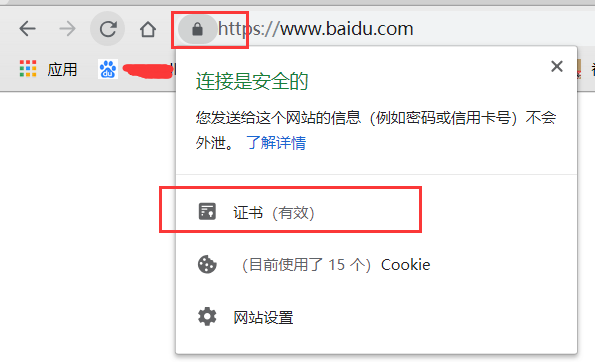 https://www.baidu.com
应用
连接是安全的
您发送给这个网站的信息（例如密码或信用卡号）不会
外泄。 了解详情
证书（有效）
（目前使用了 15 个）Cookie
网站设置